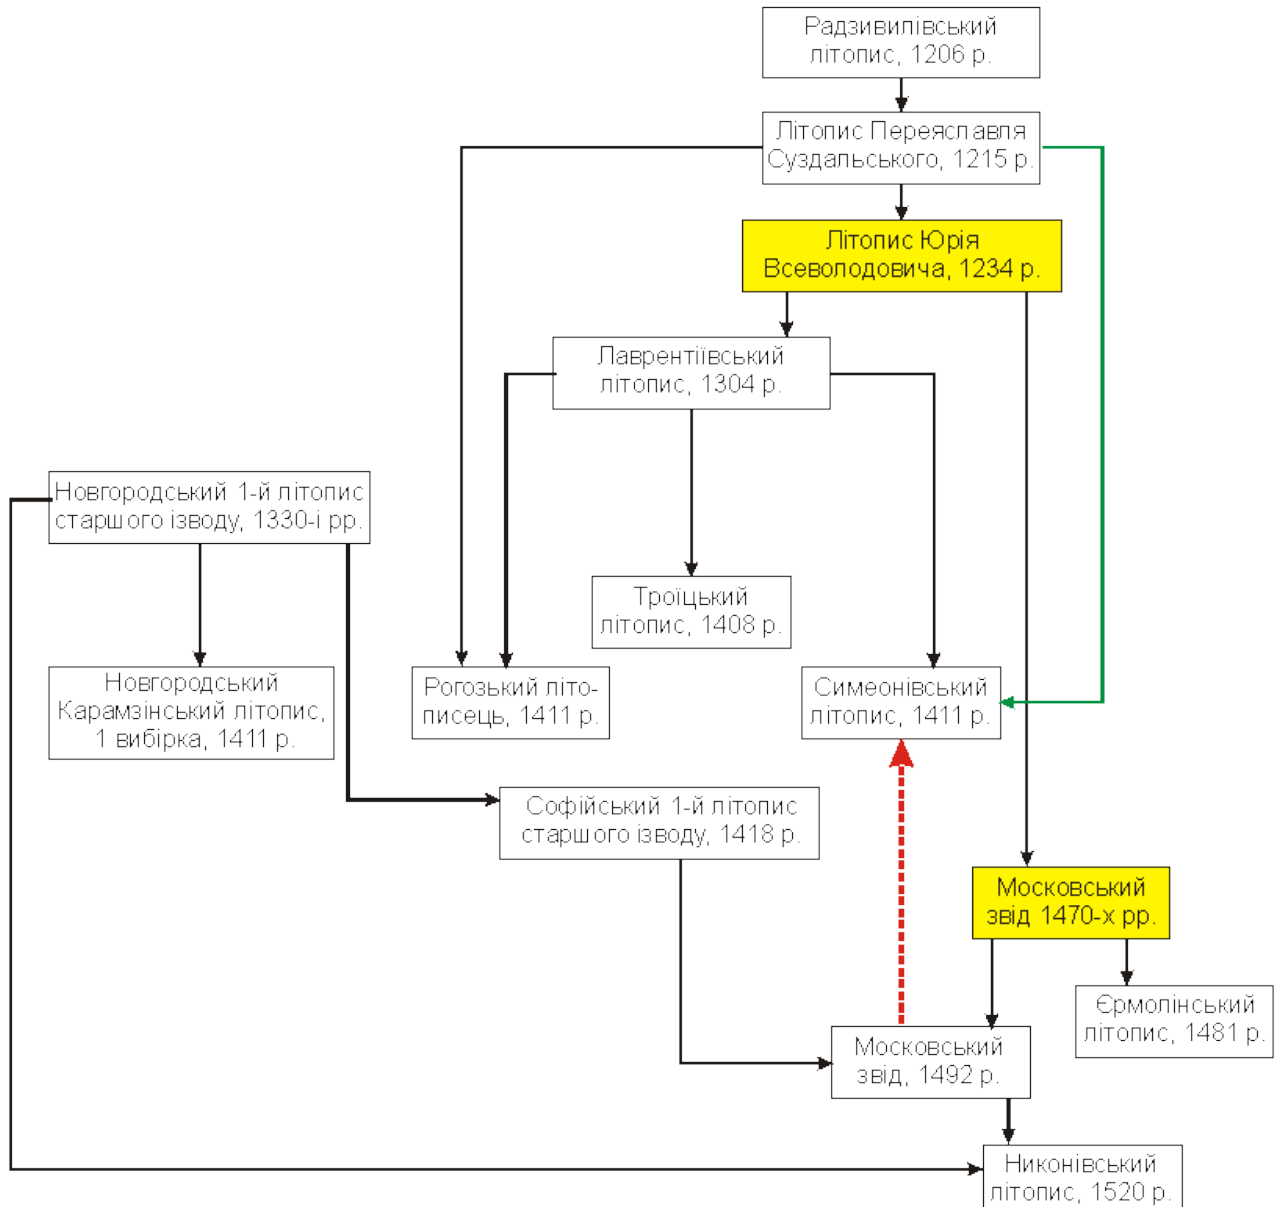 Радзивилівський
літопис, 1206 р.
Літопис Переяславля
Суздальського, 1215 р.
Літопис Юрія
Всеволодовича, 1234 р.
Лаврентіївський
літопис, 1304 р.
Новгородський 1-й літопис
старшого ізводу, 1330-і рр.
Троїцький
літопис, 1408 р.
Новгородський
Карамзінський літопис,
1 вибірка, 1411 р.
Рогозький літо-
писець, 1411 р.
Симеонівський
літопис, 1411 р.
Софійський 1-й літопис
старшого ізводу, 1418 р.
Московський
звід 1470-х рр.
Єрмолінський
літопис, 1481 р.
Московський
звід, 1492 р.
Никонівський
літопис, 1520 р.